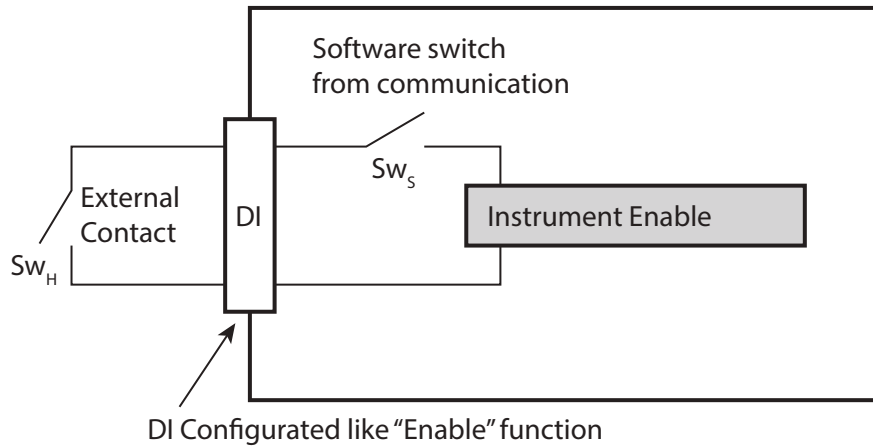 Software switch
from communication
Sw_S
External
Contact
DI
Instrument Enable
Sw_H
DI Configurated like “Enable” function